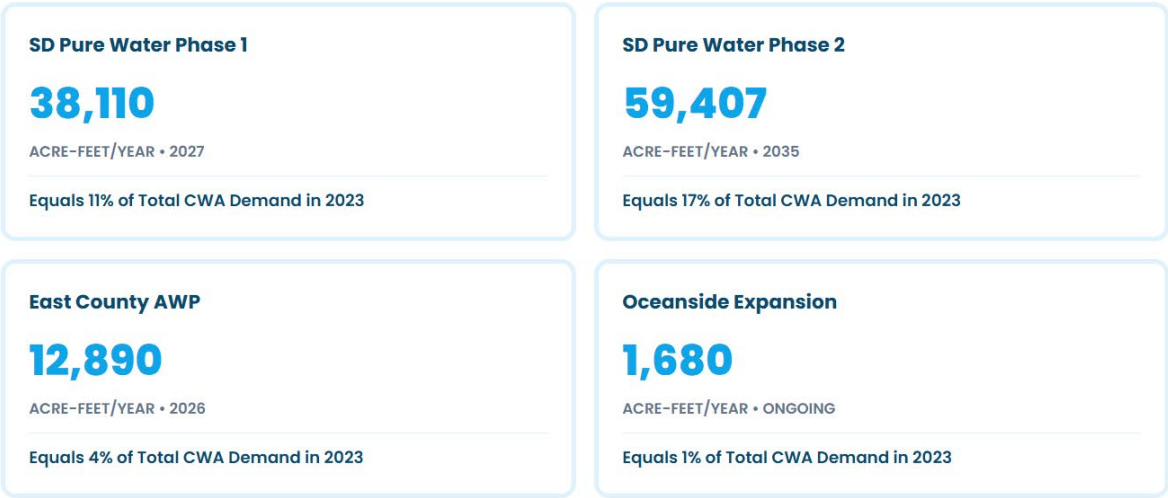 SD Pure Water Phase 1
38,110
ACRE-FEET/YEAR • 2027
Equals 11% of Total CWA Demand in 2023
SD Pure Water Phase 2
59,407
ACRE-FEET/YEAR • 2035
Equals 17% of Total CWA Demand in 2023
East County AWP
12,890
ACRE-FEET/YEAR • 2026
Equals 4% of Total CWA Demand in 2023
Oceanside Expansion
1,680
ACRE-FEET/YEAR • ONGOING
Equals 1% of Total CWA Demand in 2023